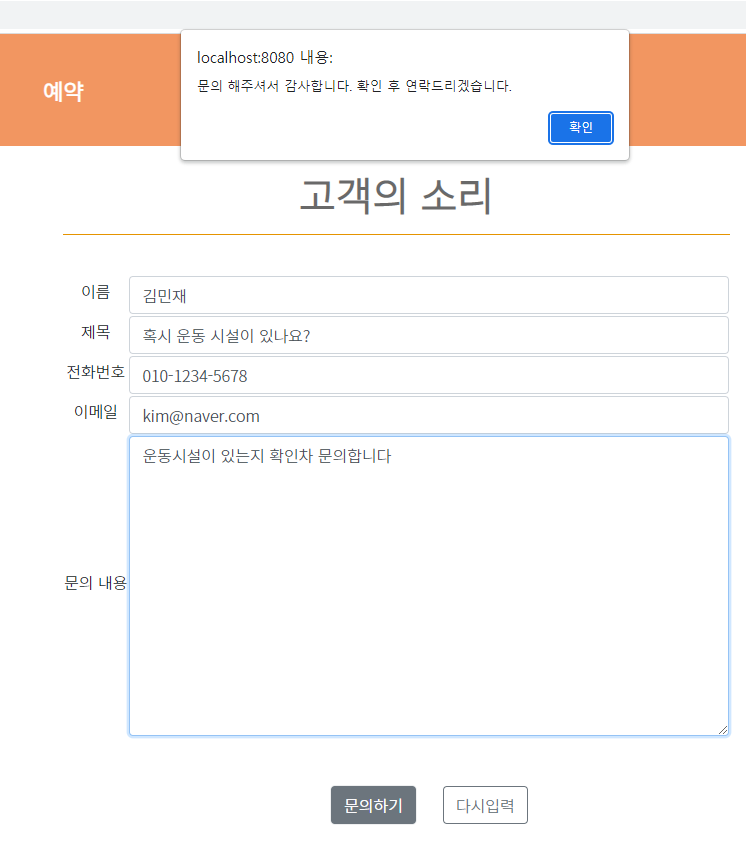 localhost:8080 내용:
문의 해주셔서 감사합니다. 확인 후 연락드리겠습니다.
확인
예약
고객의 소리
이름 김민재
제목 혹시 운동 시설이 있나요?
전화번호 010-1234-5678
이메일 kim@naver.com
운동시설이 있는지 확인차 문의합니다
문의 내용
문의하기 다시입력